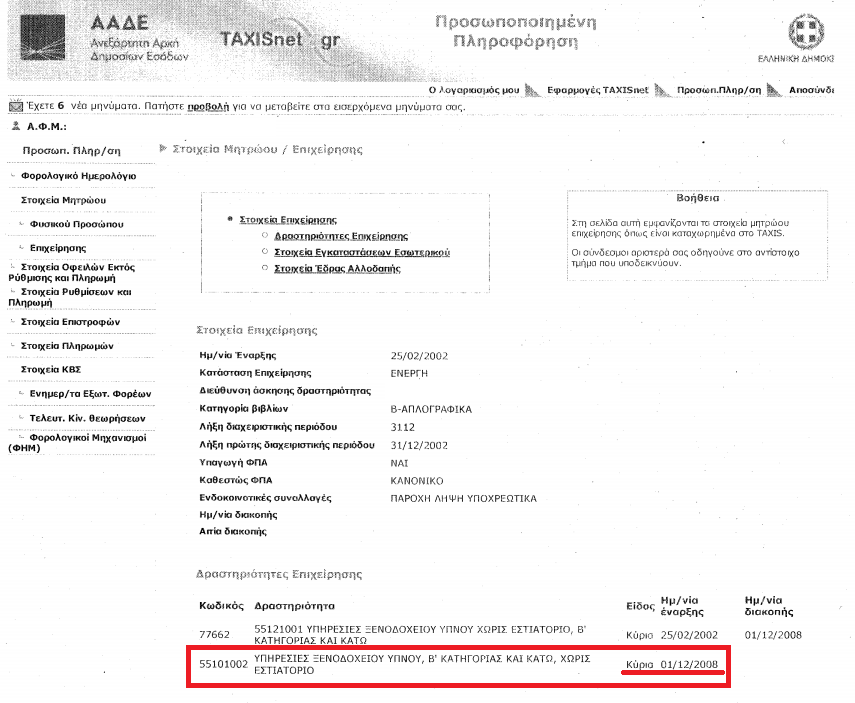 ΑΑΔΕ
Ανεξάρτητη Αρχή
Δημοσίων Εσόδων
TAXISnet gr
Προσωποποιημένη
Πληροφόρηση
ΕΛΛΗΝΙΚΗ ΔΗΜΟΚΙ
Ο λογαριασμός μου Εφαρμογές TAXISnet Προσωπ.Πληρ/ση Αποσύνδε
Έχετε 6 νέα μηνύματα. Πατήστε προβολή για να μεταβείτε στα εισερχόμενα μηνύματα σας.
Α.Φ.Μ.:
Προσωπ. Πληρ/ση
Φορολογικό Ημερολόγιο
Στοιχεία Μητρώου
Φυσικού Προσώπου
Επιχείρησης
Στοιχεία Οφειλών Εκτός
Ρύθμισης και Πληρωμή
Στοιχεία Ρυθμίσεων και
Πληρωμή
Στοιχεία Επιστροφών
Στοιχεία Πληρωμών
Στοιχεία ΚΒΣ
Ενημερ/τα Εξωτ. Φορέων
Τελευτ. Κίν. θεωρήσεων
Φορολογικοί Μηχανισμοί
(ΦΗΜ)
Στοιχεία Μητρώου / Επιχείρησης
Στοιχεία Επιχείρησης
Δραστηριότητες Επιχείρησης
Στοιχεία Εγκαταστάσεων Εσωτερικού
Στοιχεία Έδρας Αλλοδαπής
Βοήθεια
Στη σελίδα αυτή εμφανίζονται τα στοιχεία μητρώου
επιχείρησης όπως είναι καταχωρημένα στο TAXIS.
Οι σύνδεσμοι αριστερά σας οδηγούνε στο αντίστοιχο
τμήμα που υποδεικνύουν.
Στοιχεία Επιχείρησης
Ημ/νία Έναρξης 25/02/2002
Κατάσταση Επιχείρησης ΕΝΕΡΓΗ
Διεύθυνση άσκησης δραστηριότητας
Κατηγορία βιβλίων Β-ΑΠΛΟΓΡΑΦΙΚΑ
Λήξη διαχειριστικής περιόδου 3112
Λήξη πρώτης διαχειριστικής περιόδου 31/12/2002
Υπαγωγή ΦΠΑ ΝΑΙ
Καθεστώς ΦΠΑ ΚΑΝΟΝΙΚΟ
Ενδοκοινοτικές συναλλαγές ΠΑΡΟΧΗ ΛΗΨΗ ΥΠΟΧΡΕΩΤΙΚΑ
Ημ/νία διακοπής
Αιτία διακοπής
Δραστηριότητες Επιχείρησης
Κωδικός Δραστηριότητα Είδος Ημ/νία έναρξης Ημ/νία διακοπής
77662 55121001 ΥΠΗΡΕΣΙΕΣ ΞΕΝΟΔΟΧΕΙΟΥ ΥΠΝΟΥ ΧΩΡΙΣ ΕΣΤΙΑΤΟΡΙΟ, Β'
ΚΑΤΗΓΟΡΙΑΣ ΚΑΙ ΚΑΤΩ Κύρια 25/02/2002 01/12/2008
55101002 ΥΠΗΡΕΣΙΕΣ ΞΕΝΟΔΟΧΕΙΟΥ ΥΠΝΟΥ, Β' ΚΑΤΗΓΟΡΙΑΣ ΚΑΙ ΚΑΤΩ, ΧΩΡΙΣ
ΕΣΤΙΑΤΟΡΙΟ Κύρια 01/12/2008